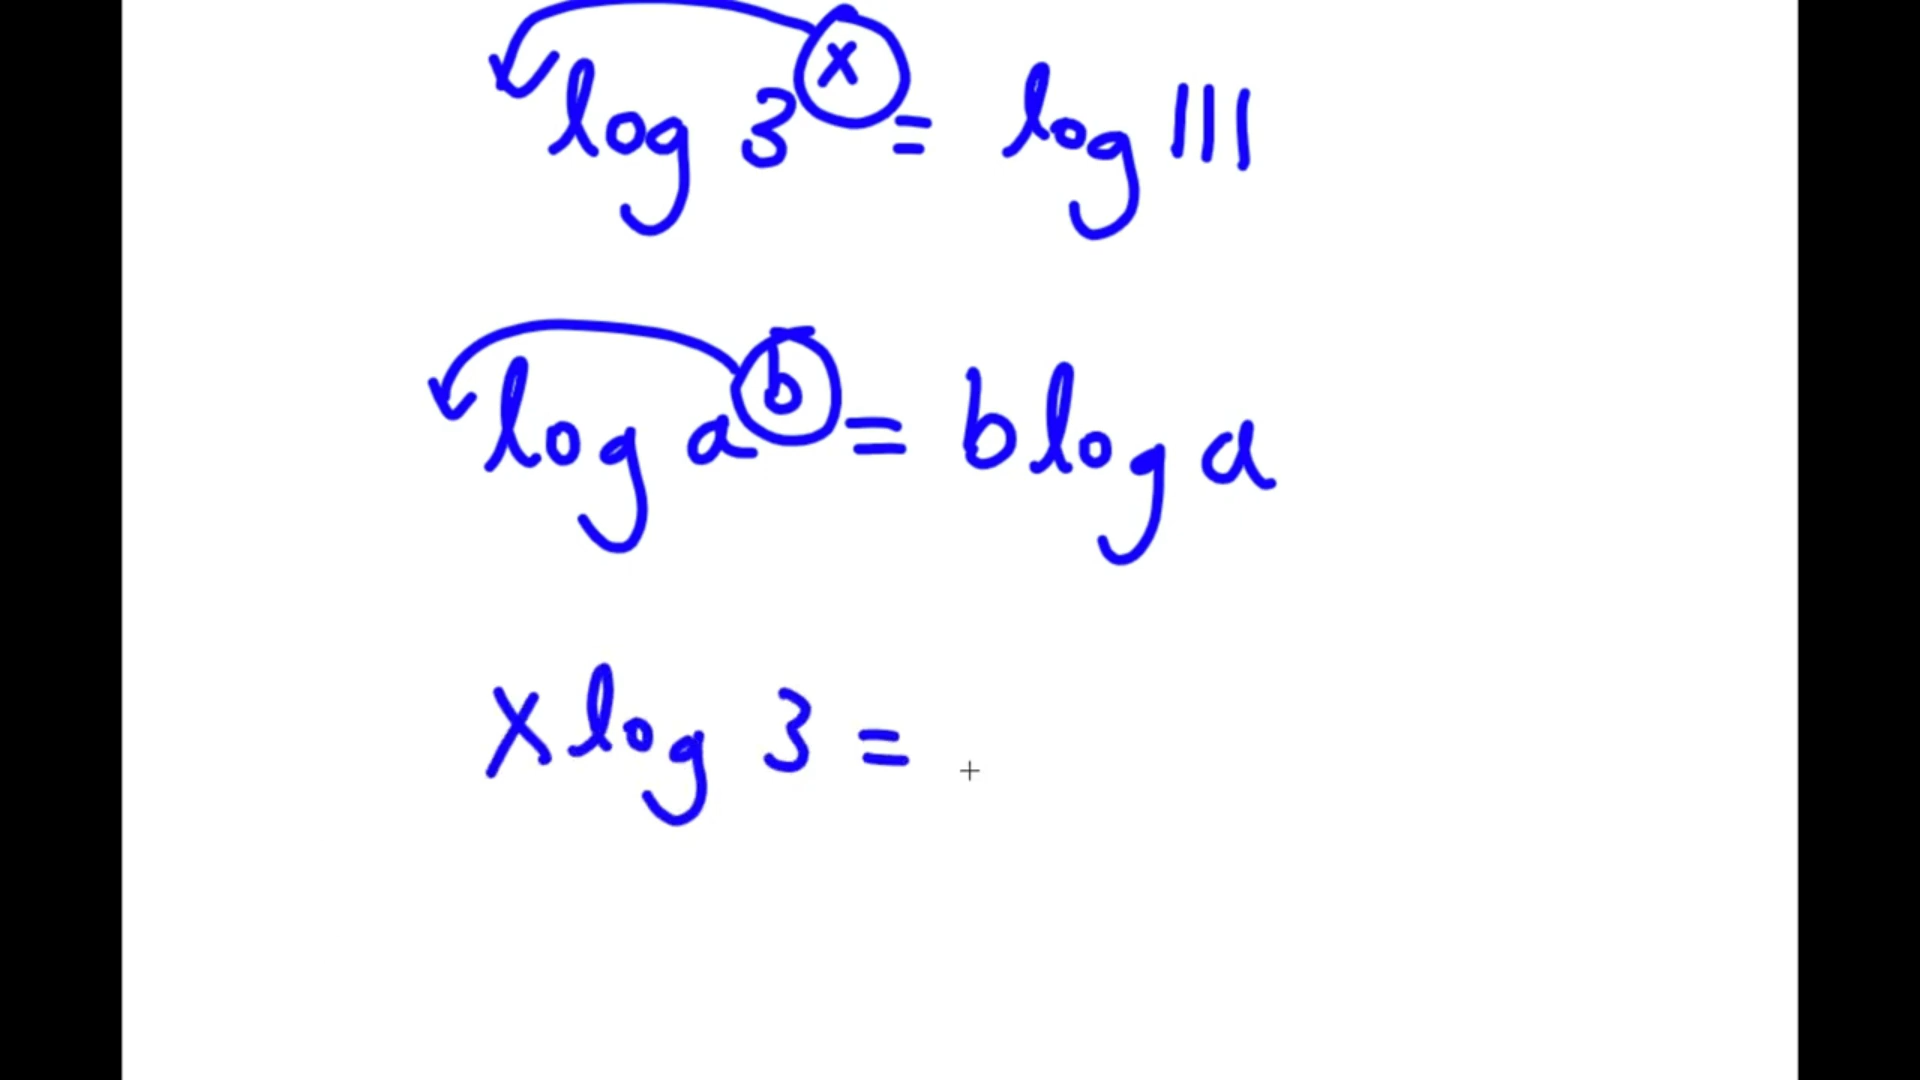 log 3^x = log 111
log a^b = b log a
x log 3 =